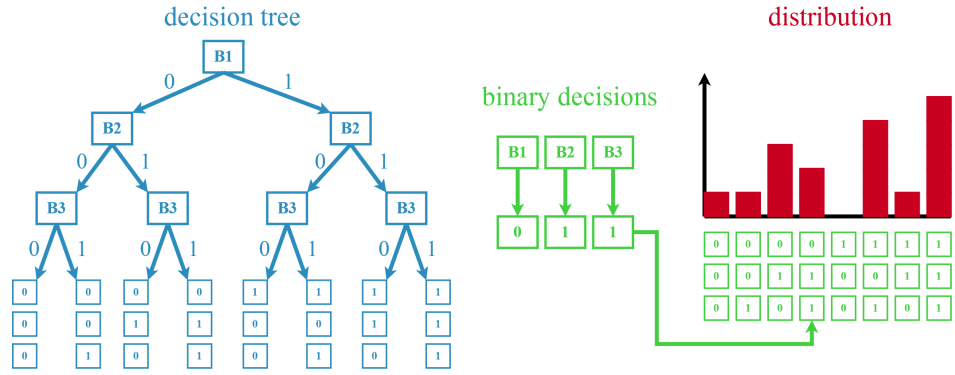 decision tree
distribution
B1
0 1
binary decisions
B2 B2
B1 B2 B3
0 1 0 1
B3 B3 B3 B3
0 1 1
0 1 0 1 0 1 0 1
0 0 0 0 1 1 1 1
0 0 1 1 0 0 1 1
0 1 0 1 0 1 0 1
0 0 0 0 1 1 1 1
0 0 1 1 0 0 1 1
0 1 0 1 0 1 0 1